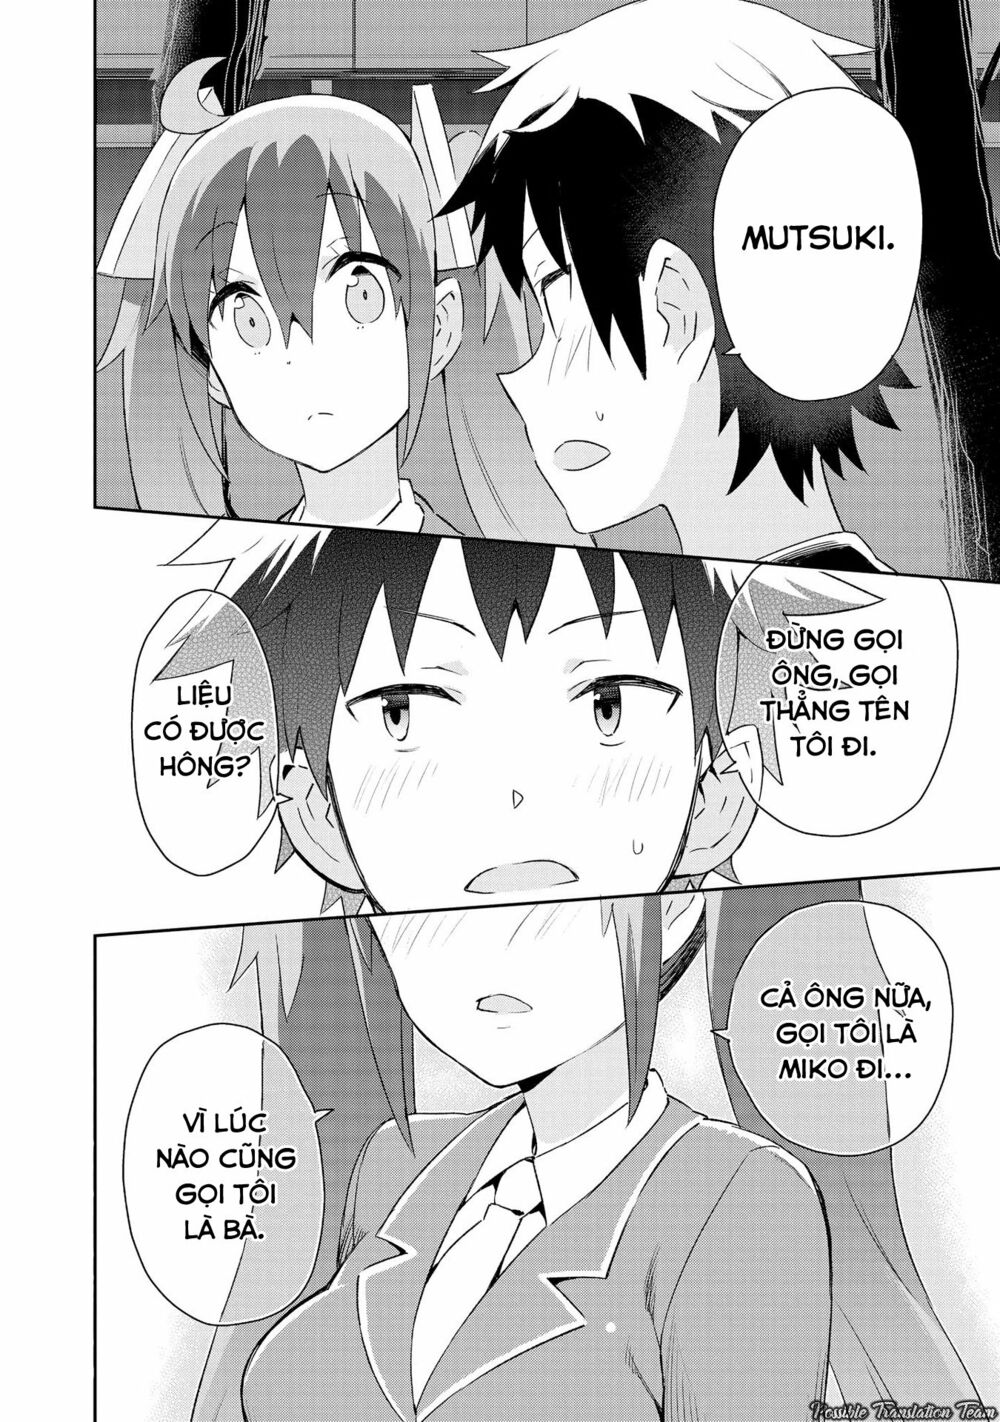 MUTSUKI.
ĐỪNG GỌI
ÔNG, GỌI
THẲNG TÊN
TÔI ĐI.
LIỆU
CÓ ĐƯỢC
HÔNG?
CẢ ÔNG NỮA,
GỌI TÔI LÀ
MIKO ĐI...
VÌ LÚC
NÀO CŨNG
GỌI TÔI
LÀ BÀ.
Possible Translation Team